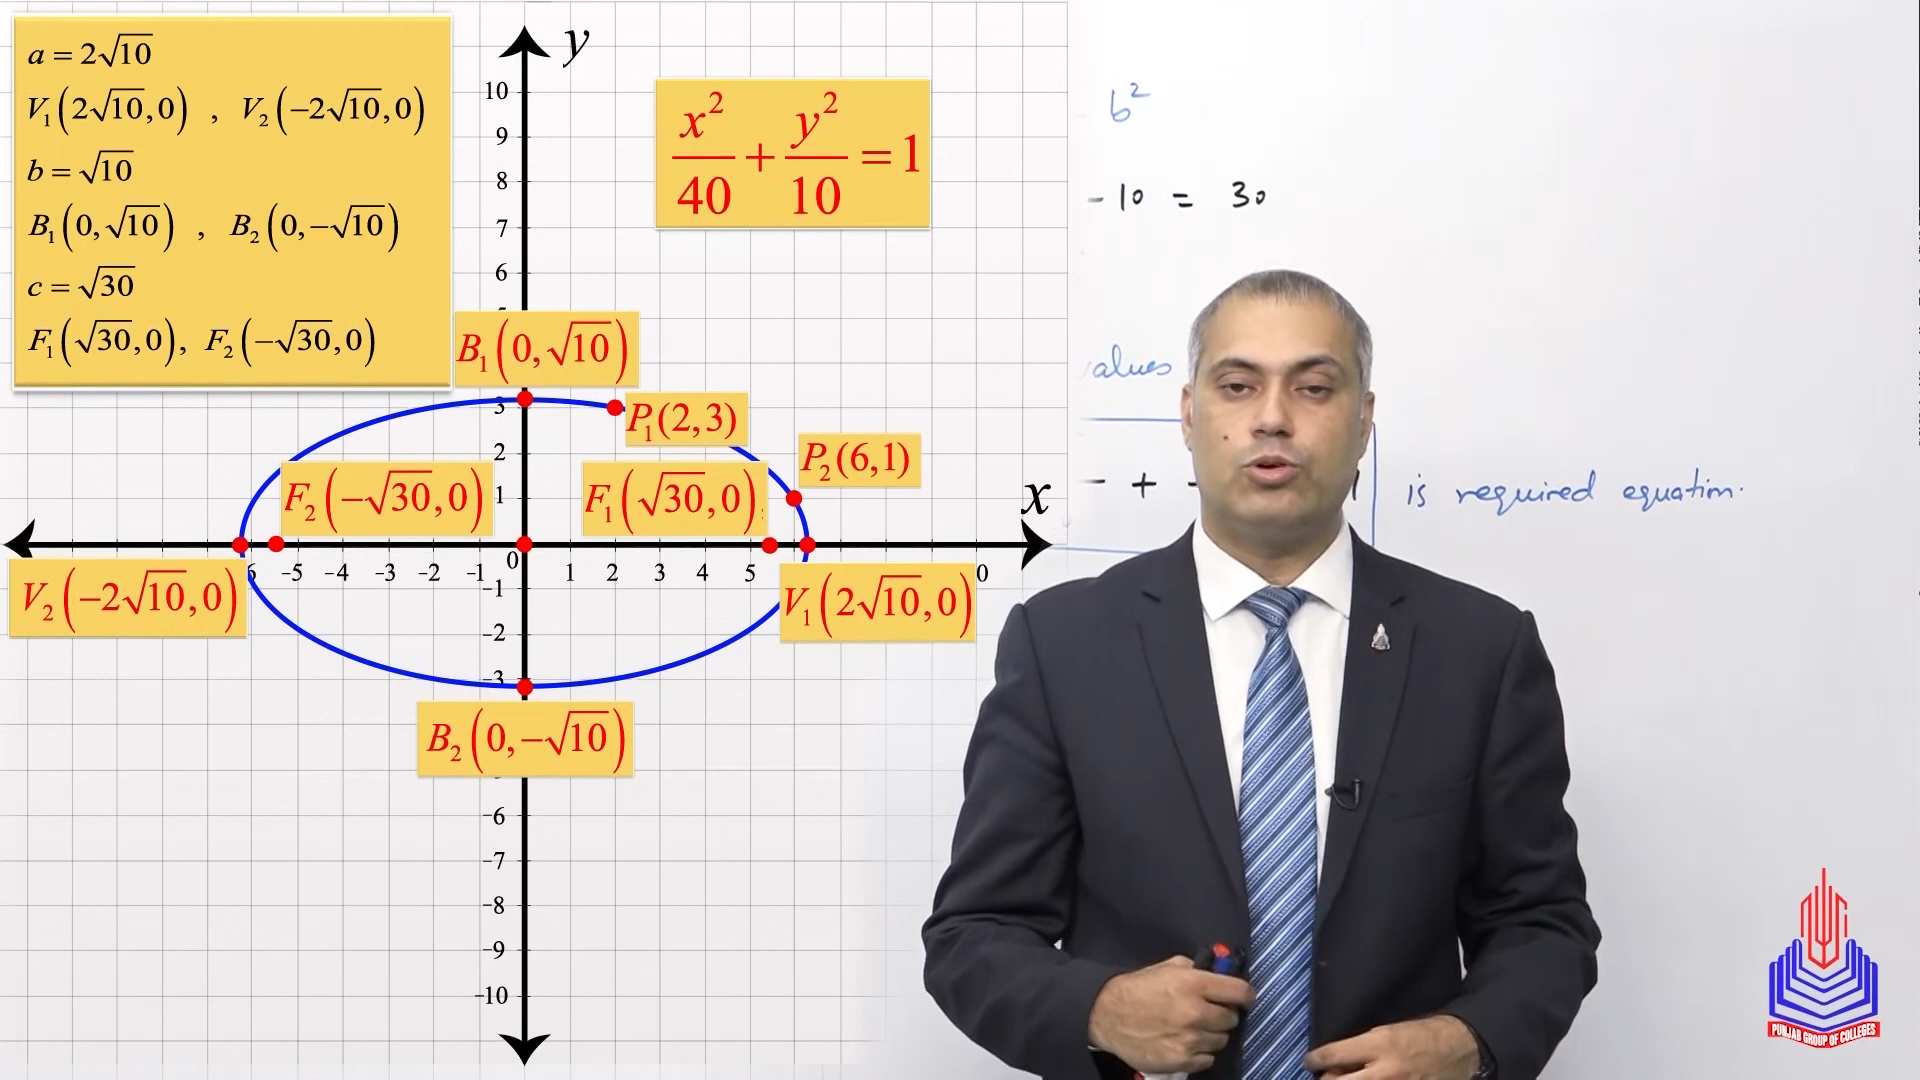 a = 2√10
V₁(2√10, 0) , V₂(−2√10, 0)
b = √10
B₁(0, √10) , B₂(0, −√10)
c = √30
F₁(√30, 0), F₂(−√30, 0)
y
x²/40 + y²/10 = 1
10
9
8
7
6
B₁(0, √10)
3
P₁(2,3)
2
P₂(6,1)
F₂(−√30, 0)
1
F₁(√30, 0)
x
-5 -4 -3 -2 -1 0 1 2 3 4 5
-1
V₂(−2√10, 0)
V₁(2√10, 0)
-2
-3
B₂(0, −√10)
-6
-7
-8
-9
-10
b²
- 10 = 30
is required equation.
PUNJAB GROUP OF COLLEGES